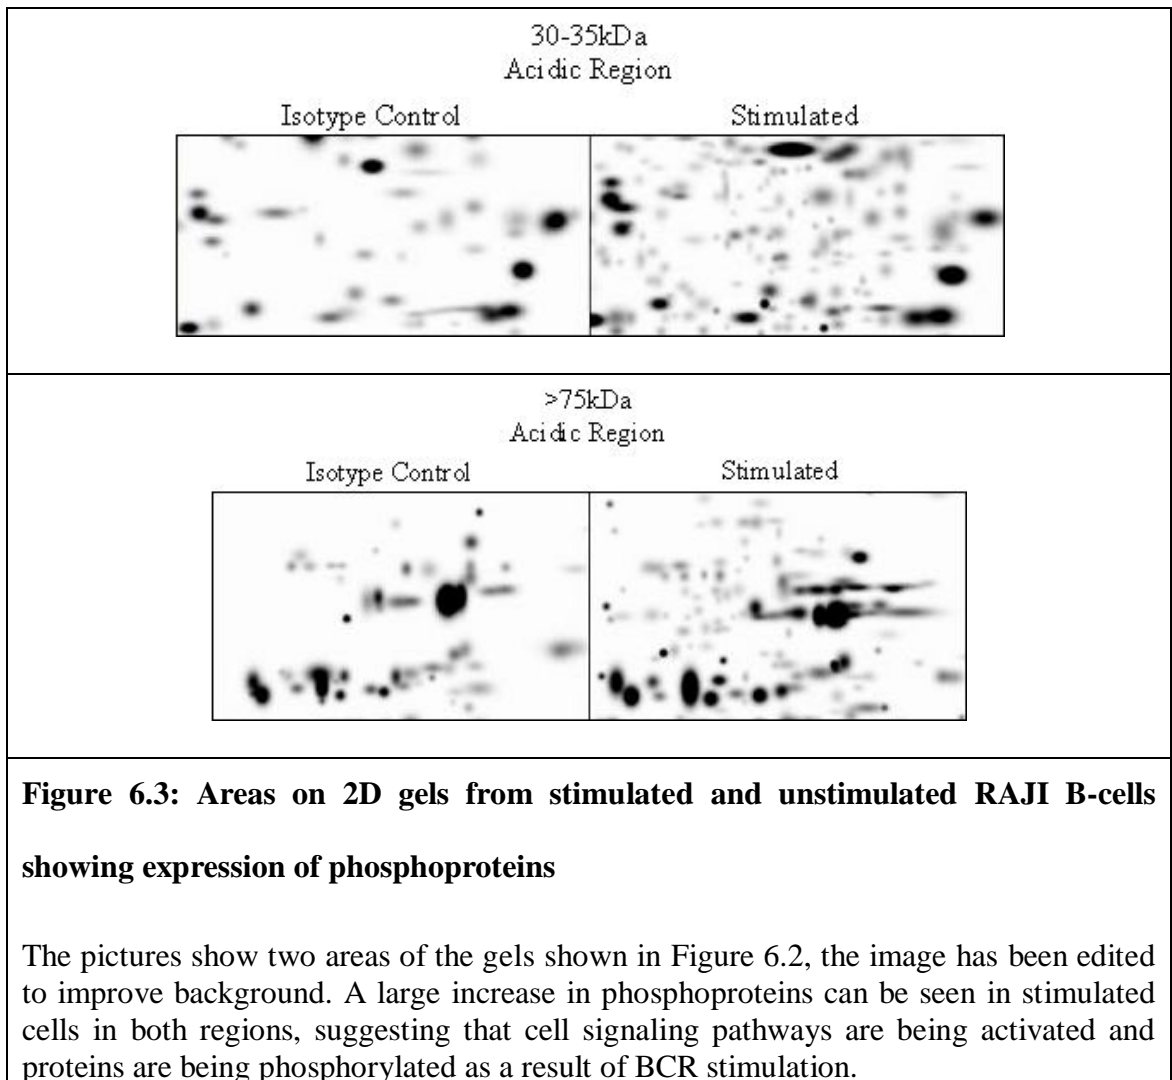 30-35kDa
Acidic Region
Isotype Control Stimulated
>75kDa
Acidic Region
Isotype Control Stimulated
Figure 6.3: Areas on 2D gels from stimulated and unstimulated RAJI B-cells
showing expression of phosphoproteins
The pictures show two areas of the gels shown in Figure 6.2, the image has been edited
to improve background. A large increase in phosphoproteins can be seen in stimulated
cells in both regions, suggesting that cell signaling pathways are being activated and
proteins are being phosphorylated as a result of BCR stimulation.